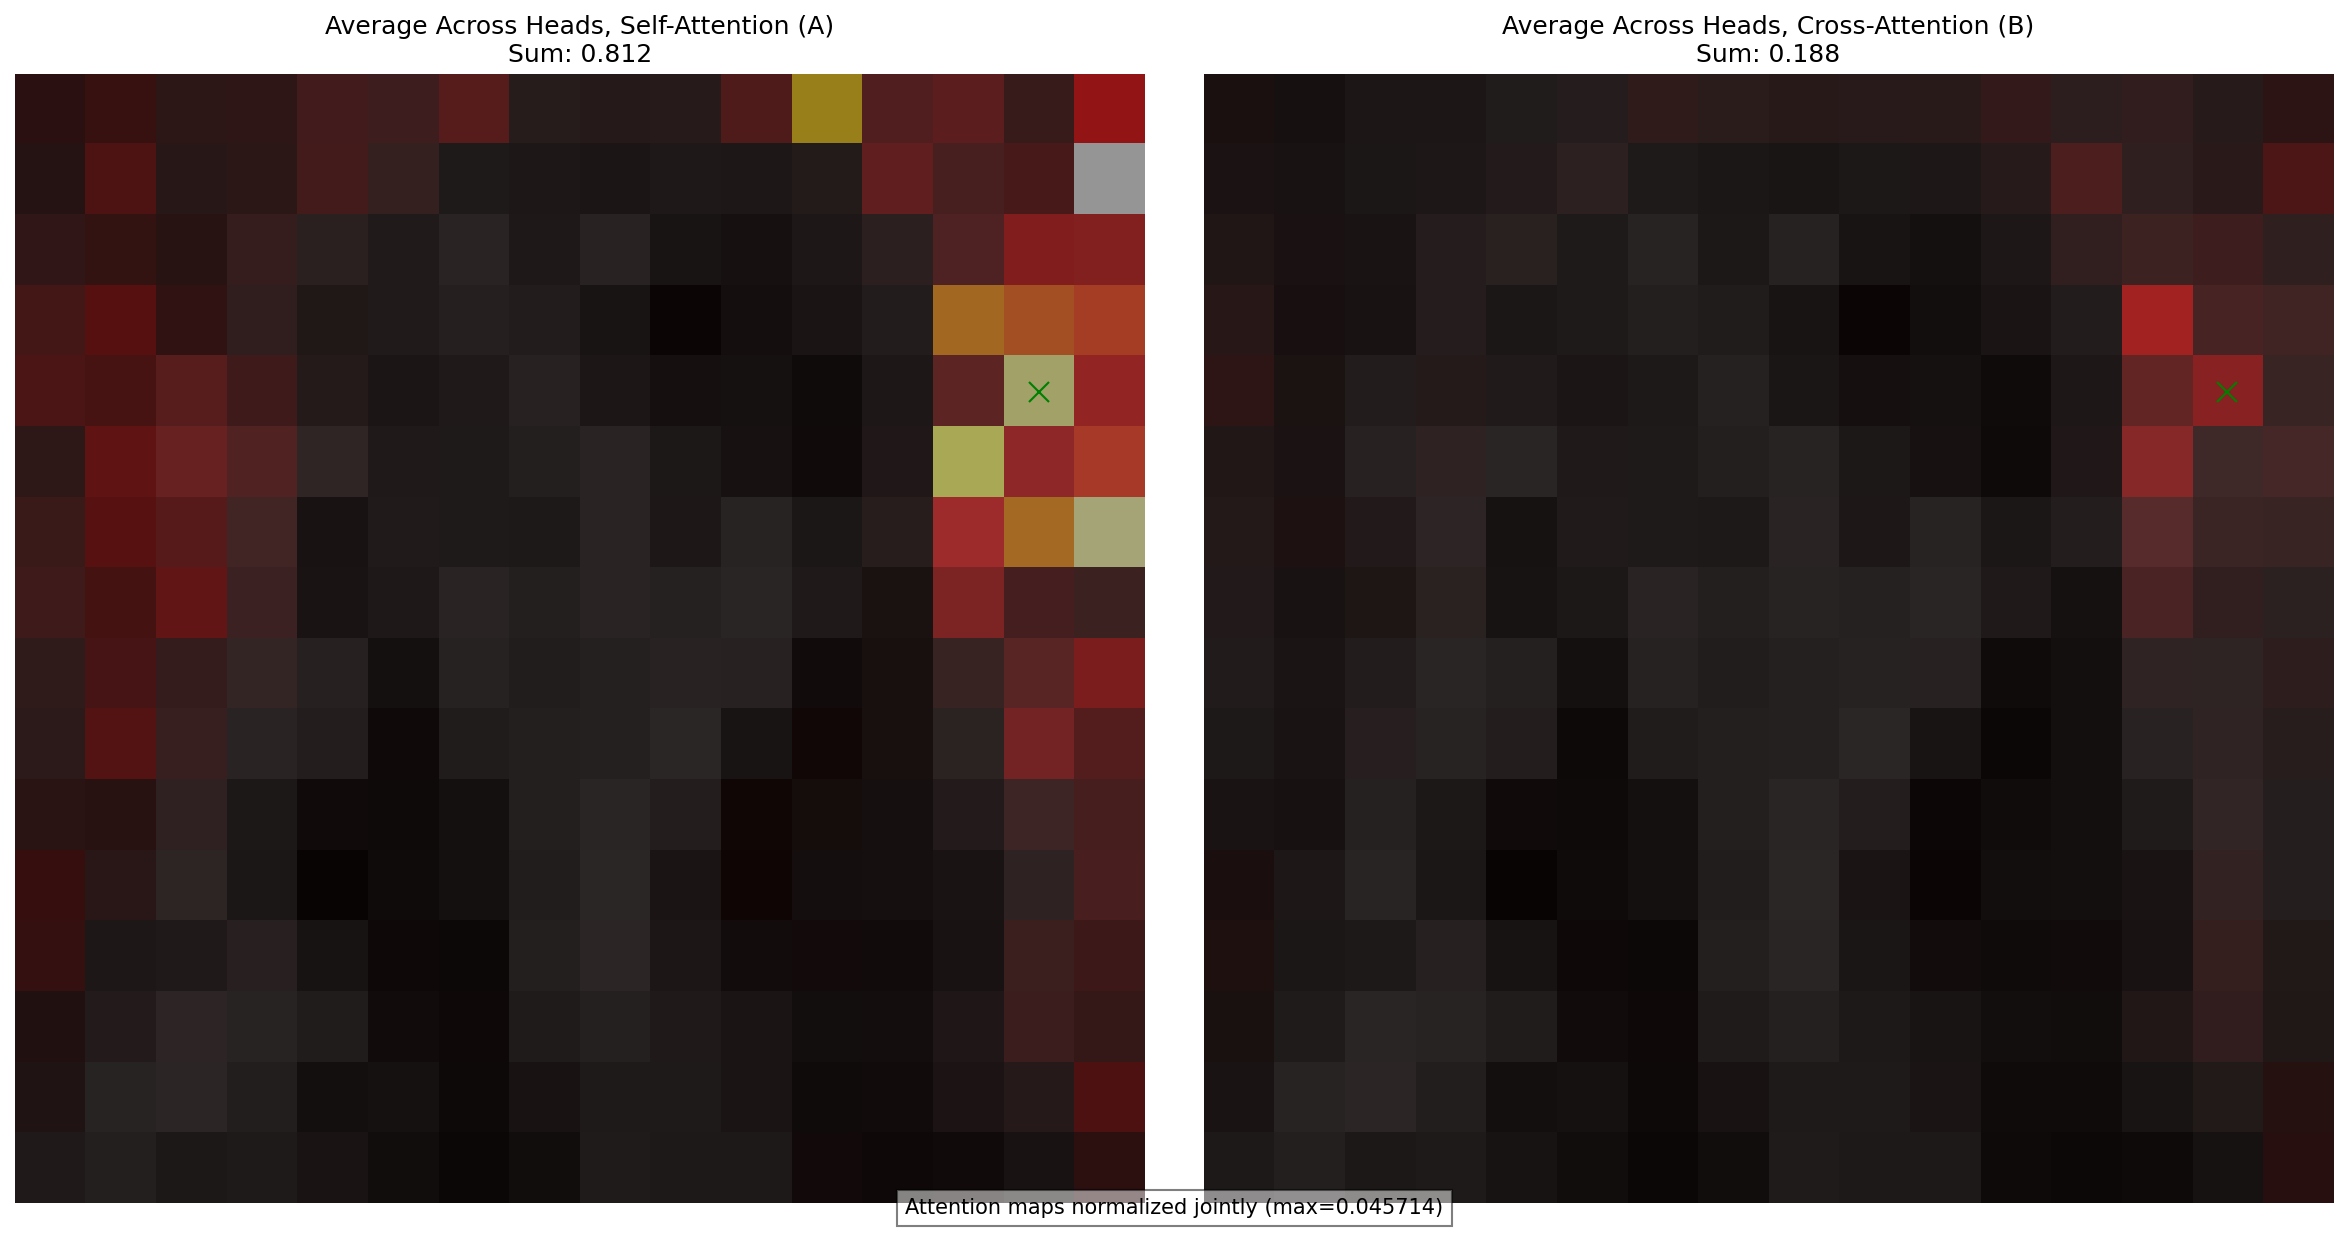 Average Across Heads, Self-Attention (A)
Sum: 0.812
Average Across Heads, Cross-Attention (B)
Sum: 0.188
Attention maps normalized jointly (max=0.045714)